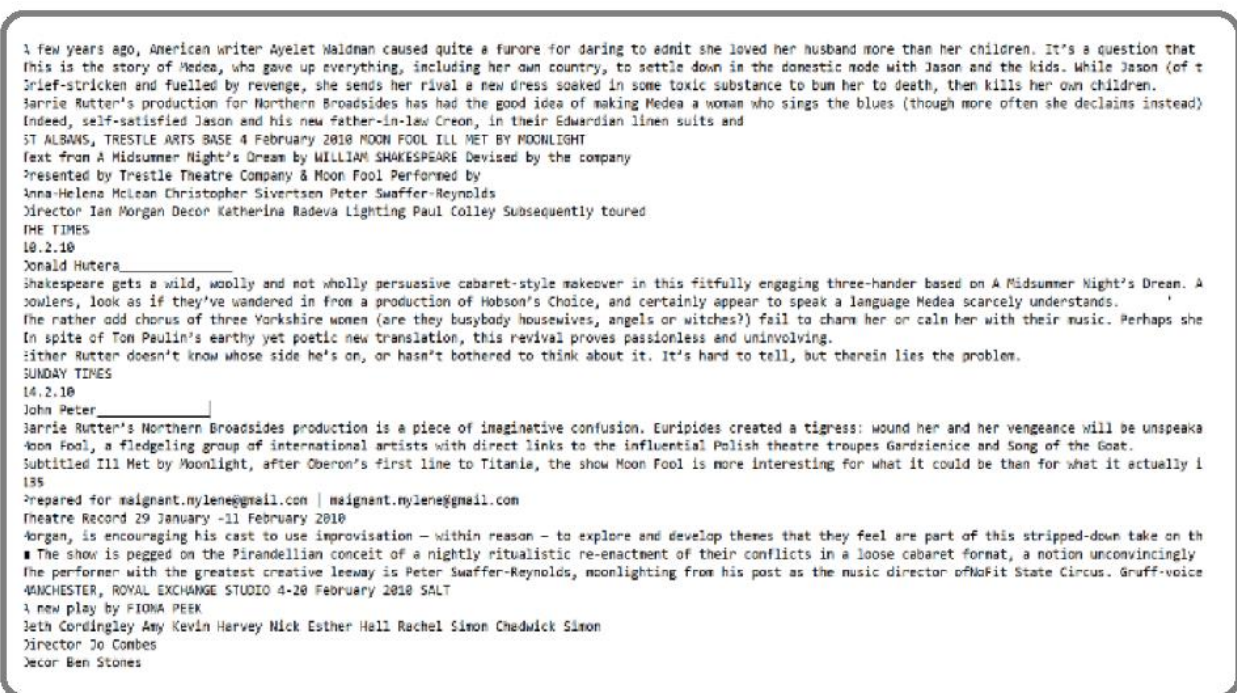 A few years ago, American writer Ayelet Waldman caused quite a furore for daring to admit she loved her husband more than her children. It's a question that
This is the story of Medea, who gave up everything, including her own country, to settle down in the domestic mode with Jason and the kids. While Jason (of t
Grief-stricken and fuelled by revenge, she sends her rival a new dress soaked in some toxic substance to bum her to death, then kills her own children.
Barrie Rutter's production for Northern Broadsides has had the good idea of making Medea a woman who sings the blues (though more often she declaims instead)
Indeed, self-satisfied Jason and his new father-in-law Creon, in their Edwardian linen suits and
ST ALBANS, TRESTLE ARTS BASE 4 February 2010 MOON FOOL ILL MET BY MOONLIGHT
Text from A Midsummer Night's Dream by WILLIAM SHAKESPEARE Devised by the company
Presented by Trestle Theatre Company & Moon Fool Performed by
Anna-Helena McLean Christopher Sivertsen Peter Swaffer-Reynolds
Director Ian Morgan Decor Katherina Radeva Lighting Paul Colley Subsequently toured
THE TIMES
10.2.10
Donald Hutera______________
Shakespeare gets a wild, woolly and not wholly persuasive cabaret-style makeover in this fitfully engaging three-hander based on A Midsummer Night's Dream. A
bowlers, look as if they've wandered in from a production of Hobson's Choice, and certainly appear to speak a language Medea scarcely understands. '
The rather odd chorus of three Yorkshire women (are they busybody housewives, angels or witches?) fail to charm her or calm her with their music. Perhaps she
In spite of Tom Paulin's earthy yet poetic new translation, this revival proves passionless and uninvolving.
Either Rutter doesn't know whose side he's on, or hasn't bothered to think about it. It's hard to tell, but therein lies the problem.
SUNDAY TIMES
14.2.10
John Peter______________
Barrie Rutter's Northern Broadsides production is a piece of imaginative confusion. Euripides created a tigress: wound her and her vengeance will be unspeaka
Moon Fool, a fledgeling group of international artists with direct links to the influential Polish theatre troupes Gardzienice and Song of the Goat.
Subtitled Ill Met by Moonlight, after Oberon's first line to Titania, the show Moon Fool is more interesting for what it could be than for what it actually i
135
Prepared for maignant.mylene@gmail.com | maignant.mylene@gmail.com
Theatre Record 29 January -11 February 2010
Morgan, is encouraging his cast to use improvisation — within reason — to explore and develop themes that they feel are part of this stripped-down take on th
∎ The show is pegged on the Pirandellian conceit of a nightly ritualistic re-enactment of their conflicts in a loose cabaret format, a notion unconvincingly
The performer with the greatest creative leeway is Peter Swaffer-Reynolds, moonlighting from his post as the music director ofNoFit State Circus. Gruff-voice
MANCHESTER, ROYAL EXCHANGE STUDIO 4-20 February 2010 SALT
A new play by FIONA PEEK
Beth Cordingley Amy Kevin Harvey Nick Esther Hall Rachel Simon Chadwick Simon
Director Jo Combes
Decor Ben Stones